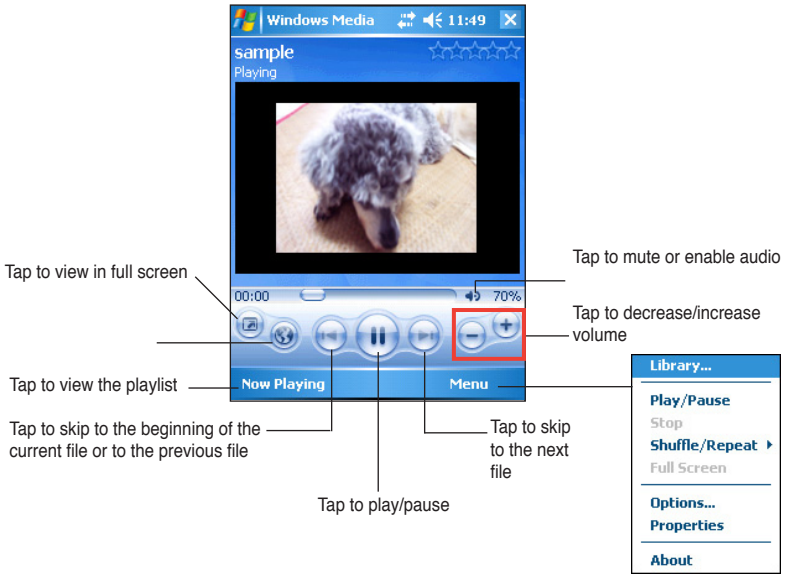 Windows Media
11:49
sample
Playing
Tap to view in full screen
00:00
70%
Tap to mute or enable audio
Tap to decrease/increase
volume
Tap to view the playlist
Now Playing
Menu
Tap to skip to the beginning of the
current file or to the previous file
Tap to play/pause
Tap to skip
to the next
file
Library...
Play/Pause
Stop
Shuffle/Repeat
Full Screen
Options...
Properties
About